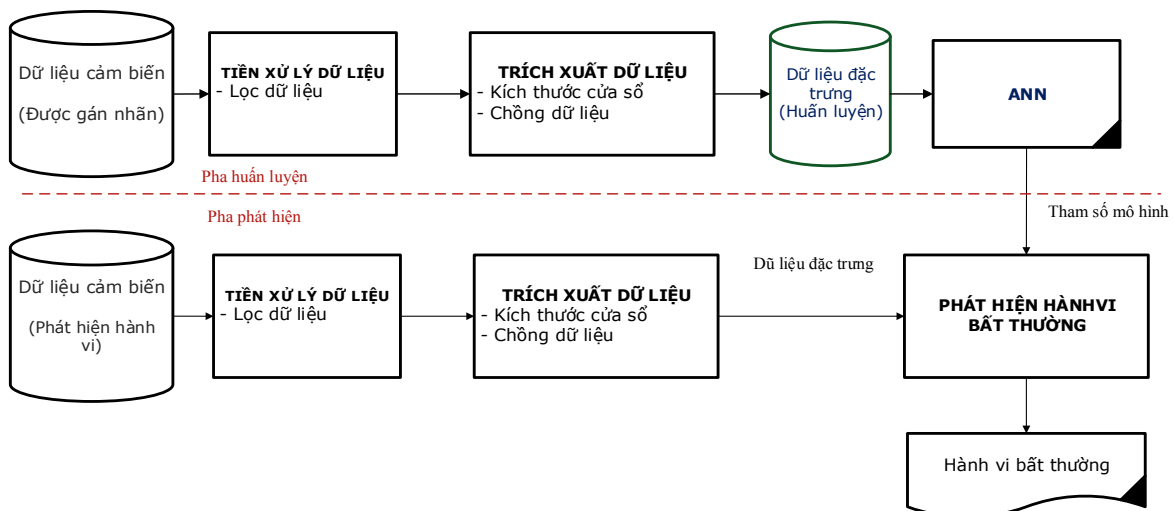 Dữ liệu cảm biến
(Được gán nhãn)
TIỀN XỬ LÝ DỮ LIỆU
- Lọc dữ liệu
TRÍCH XUẤT DỮ LIỆU
- Kích thước cửa sổ
- Chồng dữ liệu
Dữ liệu đặc
trưng
(Huấn luyện)
ANN
Pha huấn luyện
Pha phát hiện
Tham số mô hình
Dữ liệu cảm biến
(Phát hiện hành
vi)
TIỀN XỬ LÝ DỮ LIỆU
- Lọc dữ liệu
TRÍCH XUẤT DỮ LIỆU
- Kích thước cửa sổ
- Chồng dữ liệu
Dũ liệu đặc trưng
PHÁT HIỆN HÀNHVI
BẤT THƯỜNG
Hành vi bất thường